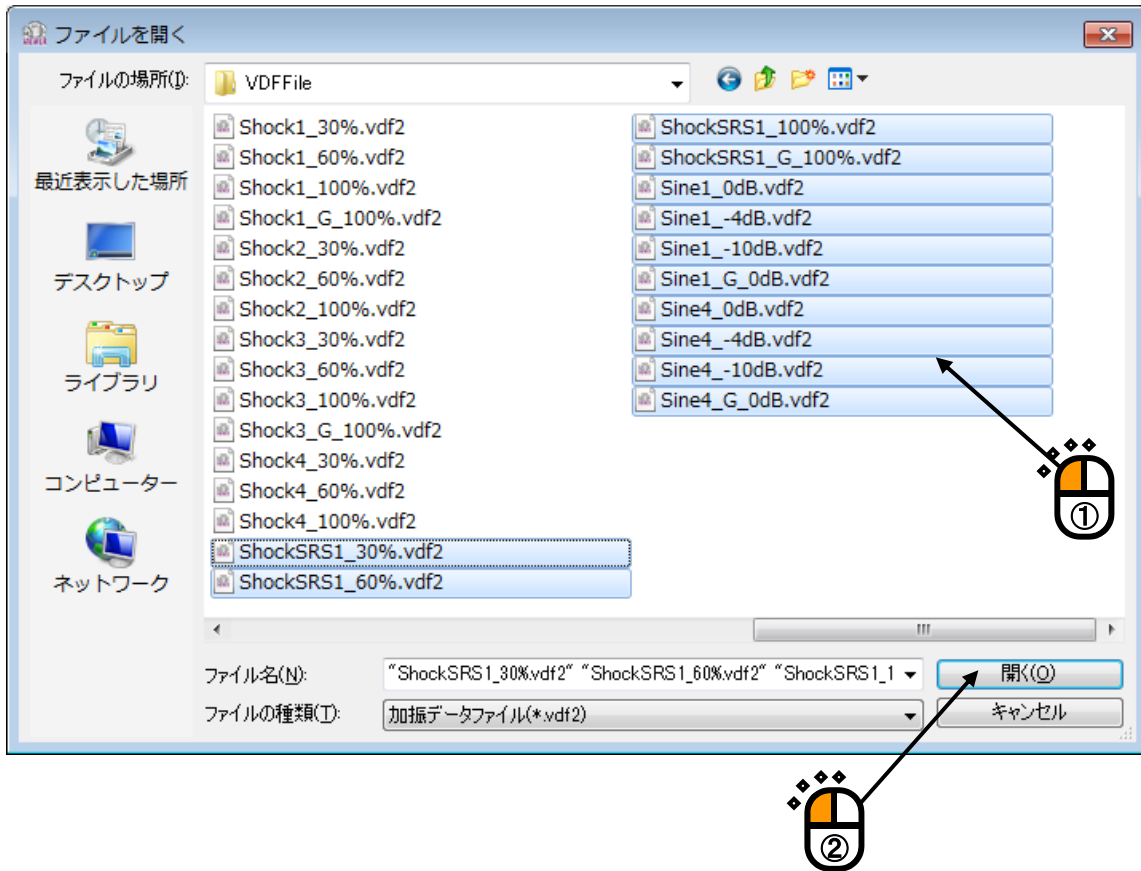 ファイルを開く
ファイルの場所(I):
VDFFile
最近表示した場所
デスクトップ
ライブラリ
コンピューター
ネットワーク
Shock1_30%.vdf2
Shock1_60%.vdf2
Shock1_100%.vdf2
Shock1_G_100%.vdf2
Shock2_30%.vdf2
Shock2_60%.vdf2
Shock2_100%.vdf2
Shock3_30%.vdf2
Shock3_60%.vdf2
Shock3_100%.vdf2
Shock3_G_100%.vdf2
Shock4_30%.vdf2
Shock4_60%.vdf2
Shock4_100%.vdf2
ShockSRS1_30%.vdf2
ShockSRS1_60%.vdf2
ShockSRS1_100%.vdf2
ShockSRS1_G_100%.vdf2
Sine1_0dB.vdf2
Sine1_-4dB.vdf2
Sine1_-10dB.vdf2
Sine1_G_0dB.vdf2
Sine4_0dB.vdf2
Sine4_-4dB.vdf2
Sine4_-10dB.vdf2
Sine4_G_0dB.vdf2
①
ファイル名(N):
"ShockSRS1_30%.vdf2" "ShockSRS1_60%.vdf2" "ShockSRS1_1
開く(O)
ファイルの種類(T):
加振データファイル(*.vdf2)
キャンセル
②